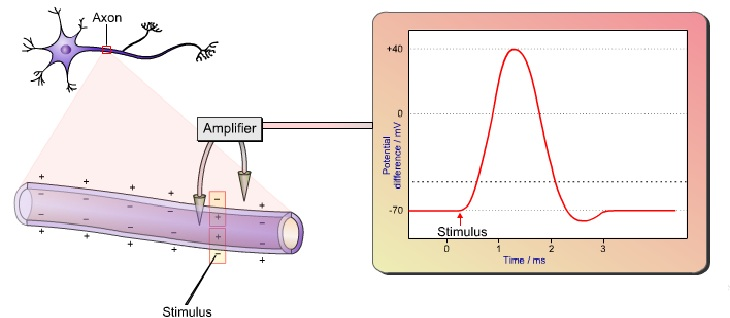 Axon
Amplifier
Stimulus
+40
0
-70
Potential
difference / mV
Stimulus
0
1
2
3
Time / ms
+ + + + +
- - - - -
+
- - - + -
+ + + - +